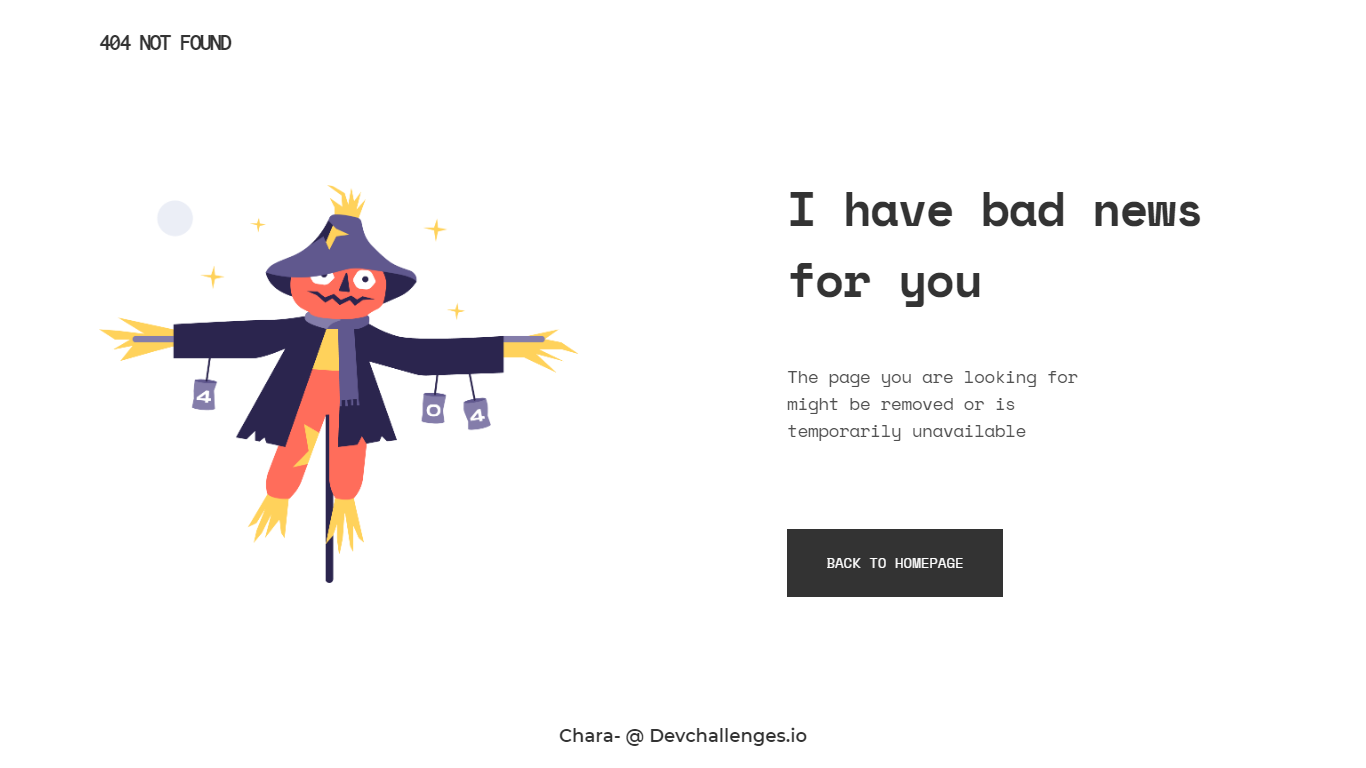 404 NOT FOUND
I have bad news
for you
4
0
4
The page you are looking for
might be removed or is
temporarily unavailable
BACK TO HOMEPAGE
Chara- @ Devchallenges.io